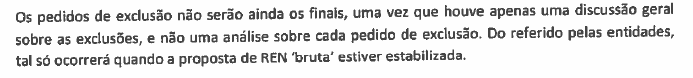 Os pedidos de exclusão não serão ainda os finais, uma vez que houve apenas uma discussão geral
sobre as exclusões, e não uma análise sobre cada pedido de exclusão. Do referido pelas entidades,
tal só ocorrerá quando a proposta de REN ‘bruta’ estiver estabilizada.